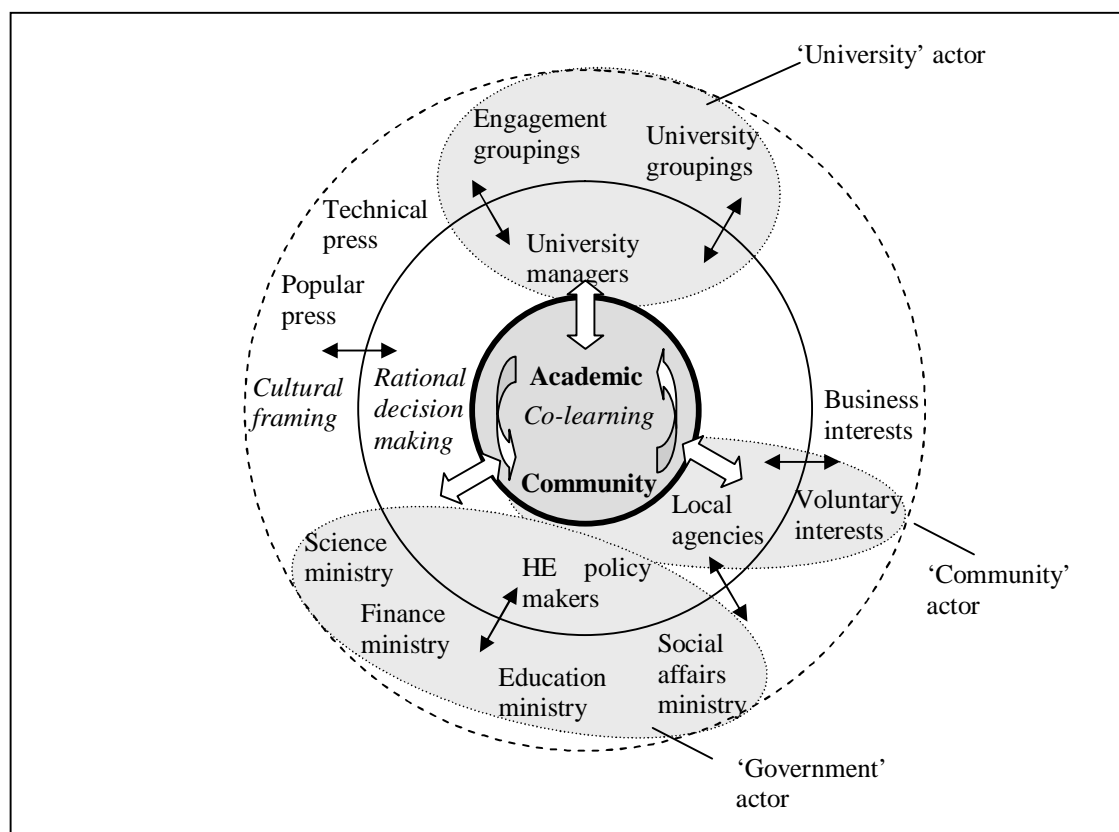 ‘University’ actor
Engagement
groupings
University
groupings
Technical
press
University
managers
Popular
press
Cultural
framing
Rational
decision
making
Academic
Co-learning
Community
Business
interests
Local
agencies
Voluntary
interests
Science
ministry
HE policy
makers
Finance
ministry
Education
ministry
Social
affairs
ministry
‘Community’
actor
‘Government’
actor